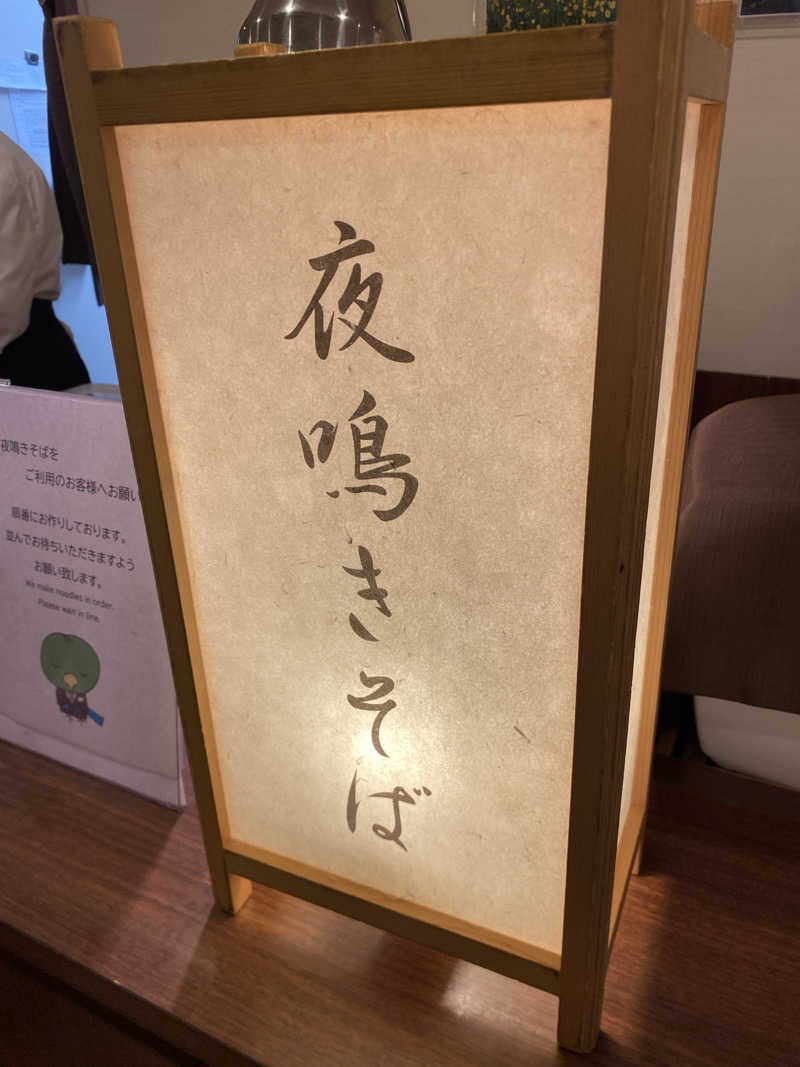 夜鳴きそば
夜鳴きそばを
ご利用のお客様へお願い
順番にお作りしております。
並んでお待ちいただきますよう
お願い致します。
We make noodles in order.
Please wait in line.